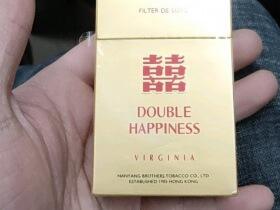 FILTER DE LUXE
囍
DOUBLE
HAPPINESS
VIRGINIA
NANYANG BROTHERS TOBACCO CO., LTD
ESTABLISHED 1905 HONG KONG